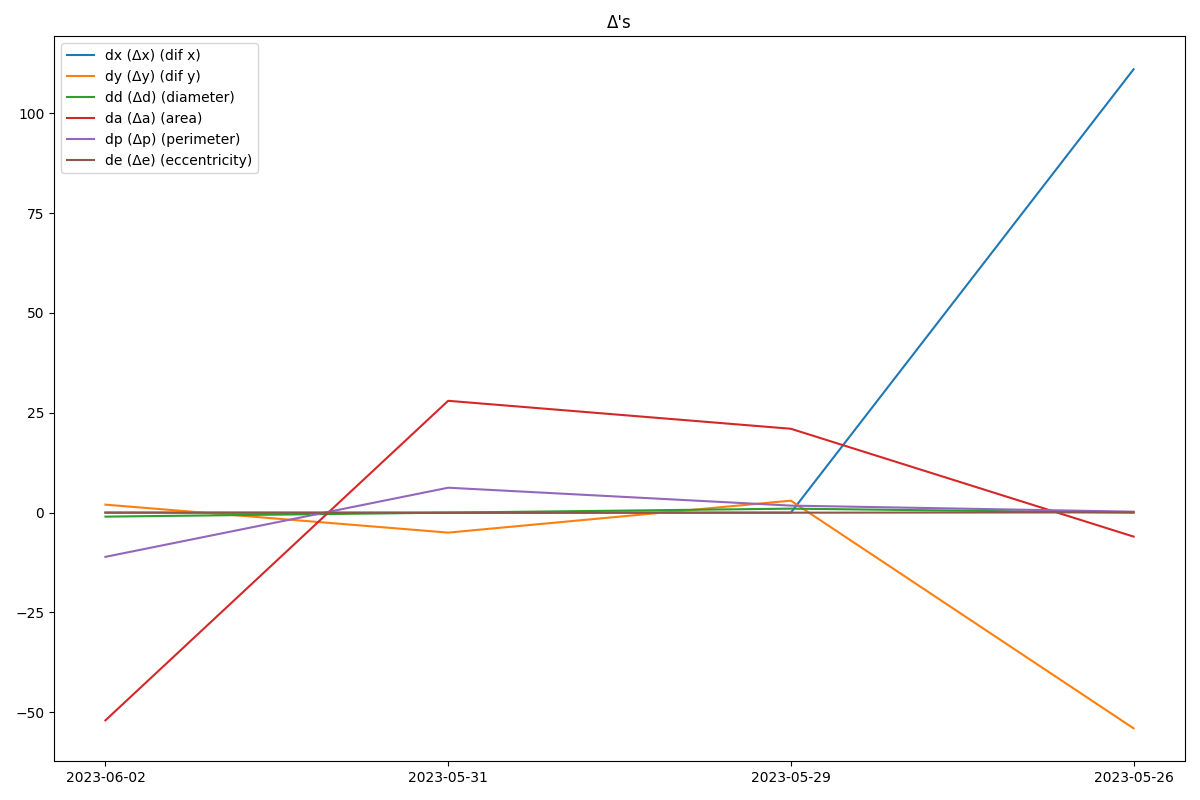 Δ's
dx (Δx) (dif x)
dy (Δy) (dif y)
dd (Δd) (diameter)
da (Δa) (area)
dp (Δp) (perimeter)
de (Δe) (eccentricity)
100
75
50
25
0
−25
−50
2023-06-02 2023-05-31 2023-05-29 2023-05-26